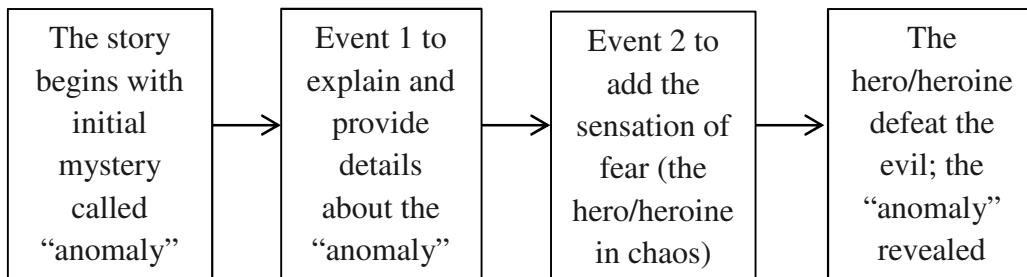 The story
begins with
initial
mystery
called
“anomaly”
Event 1 to
explain and
provide
details
about the
“anomaly”
Event 2 to
add the
sensation of
fear (the
hero/heroine
in chaos)
The
hero/heroine
defeat the
evil; the
“anomaly”
revealed